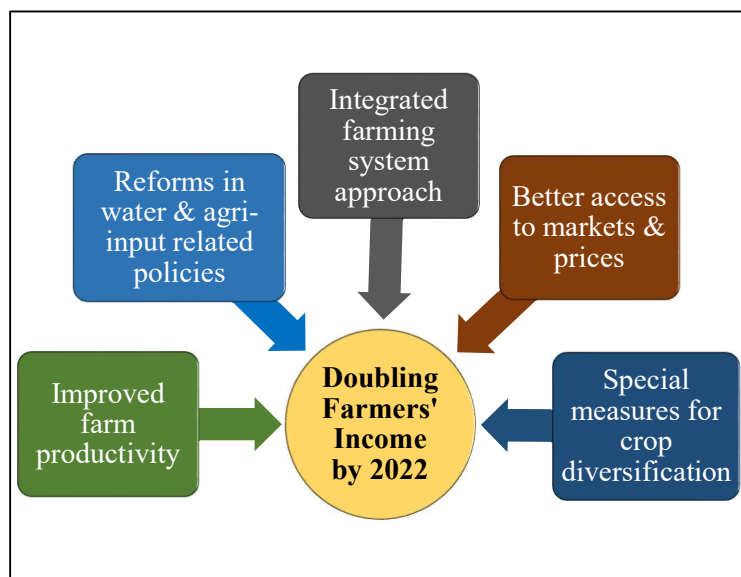 Integrated
farming
system
approach
Reforms in
water & agri-
input related
policies
Better access
to markets &
prices
Improved
farm
productivity
Doubling
Farmers'
Income
by 2022
Special
measures for
crop
diversification